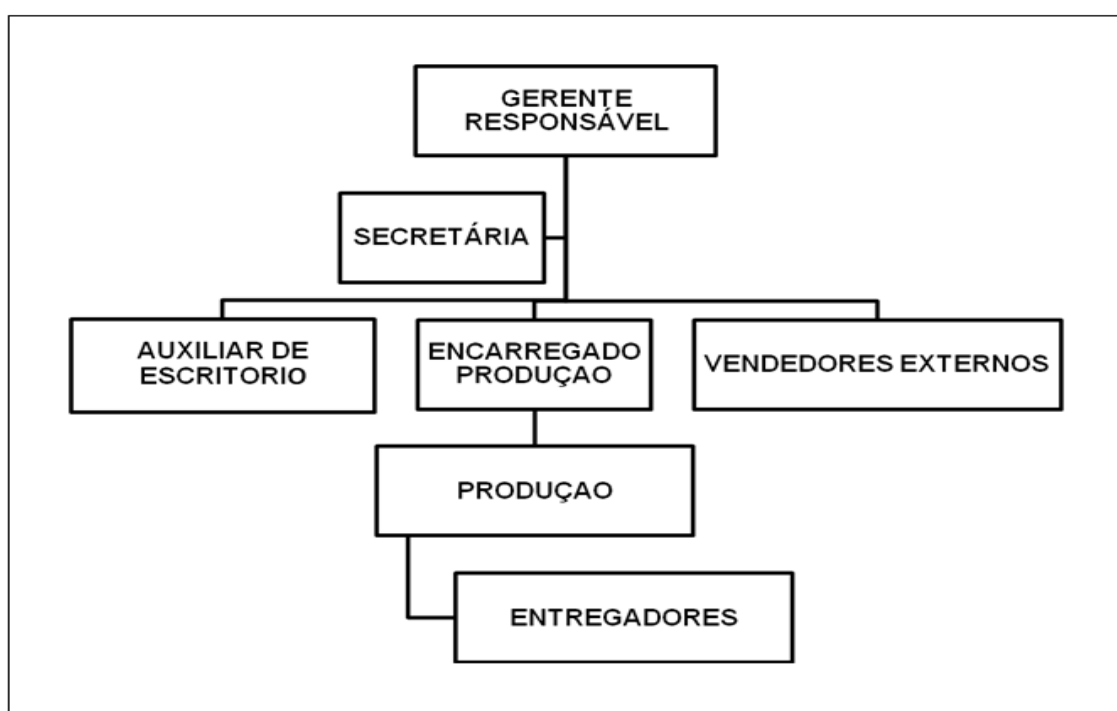 GERENTE
RESPONSÁVEL
SECRETÁRIA
AUXILIAR DE
ESCRITORIO
ENCARREGADO
PRODUÇAO
VENDEDORES EXTERNOS
PRODUÇAO
ENTREGADORES